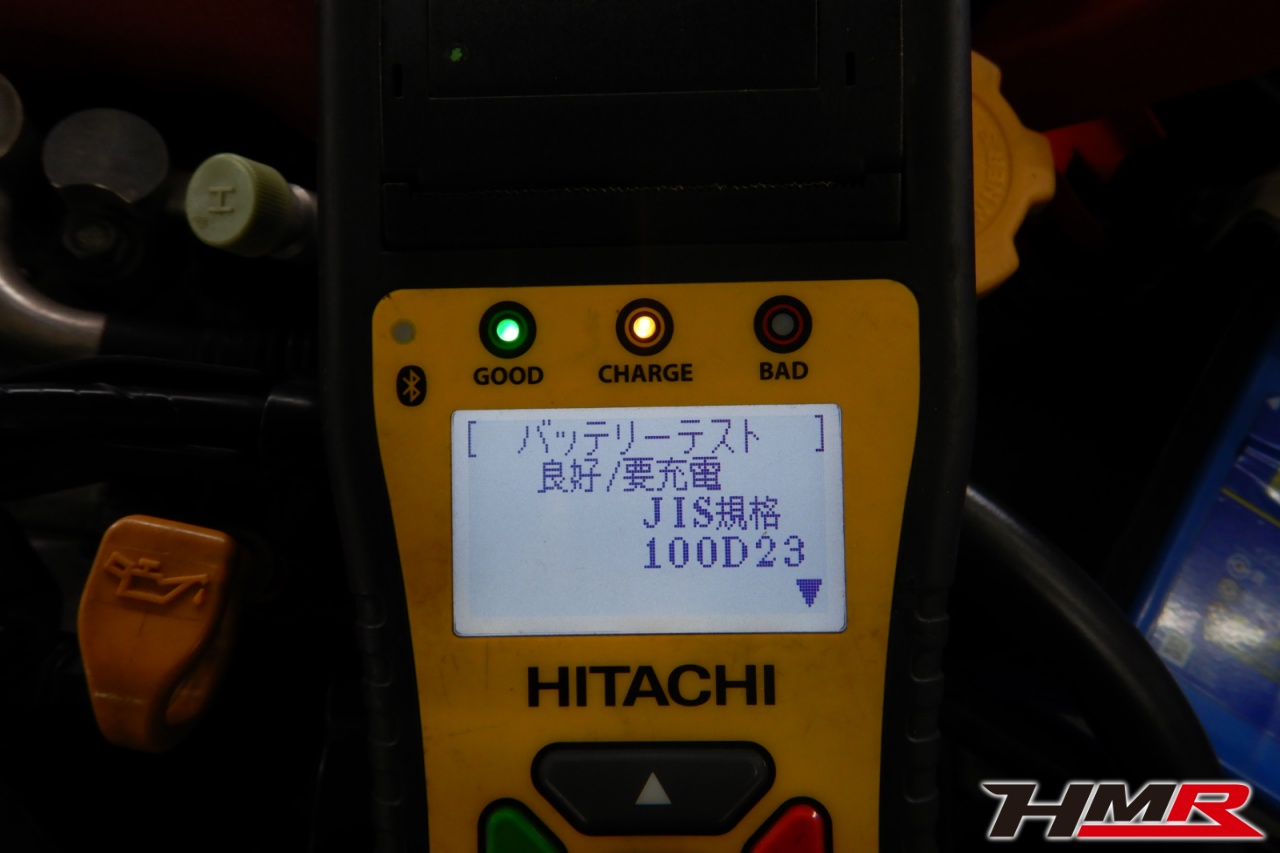 H
GOOD CHARGE BAD
[ バッテリーテスト ]
良好/要充電
JIS規格
100D23
HITACHI
HMR